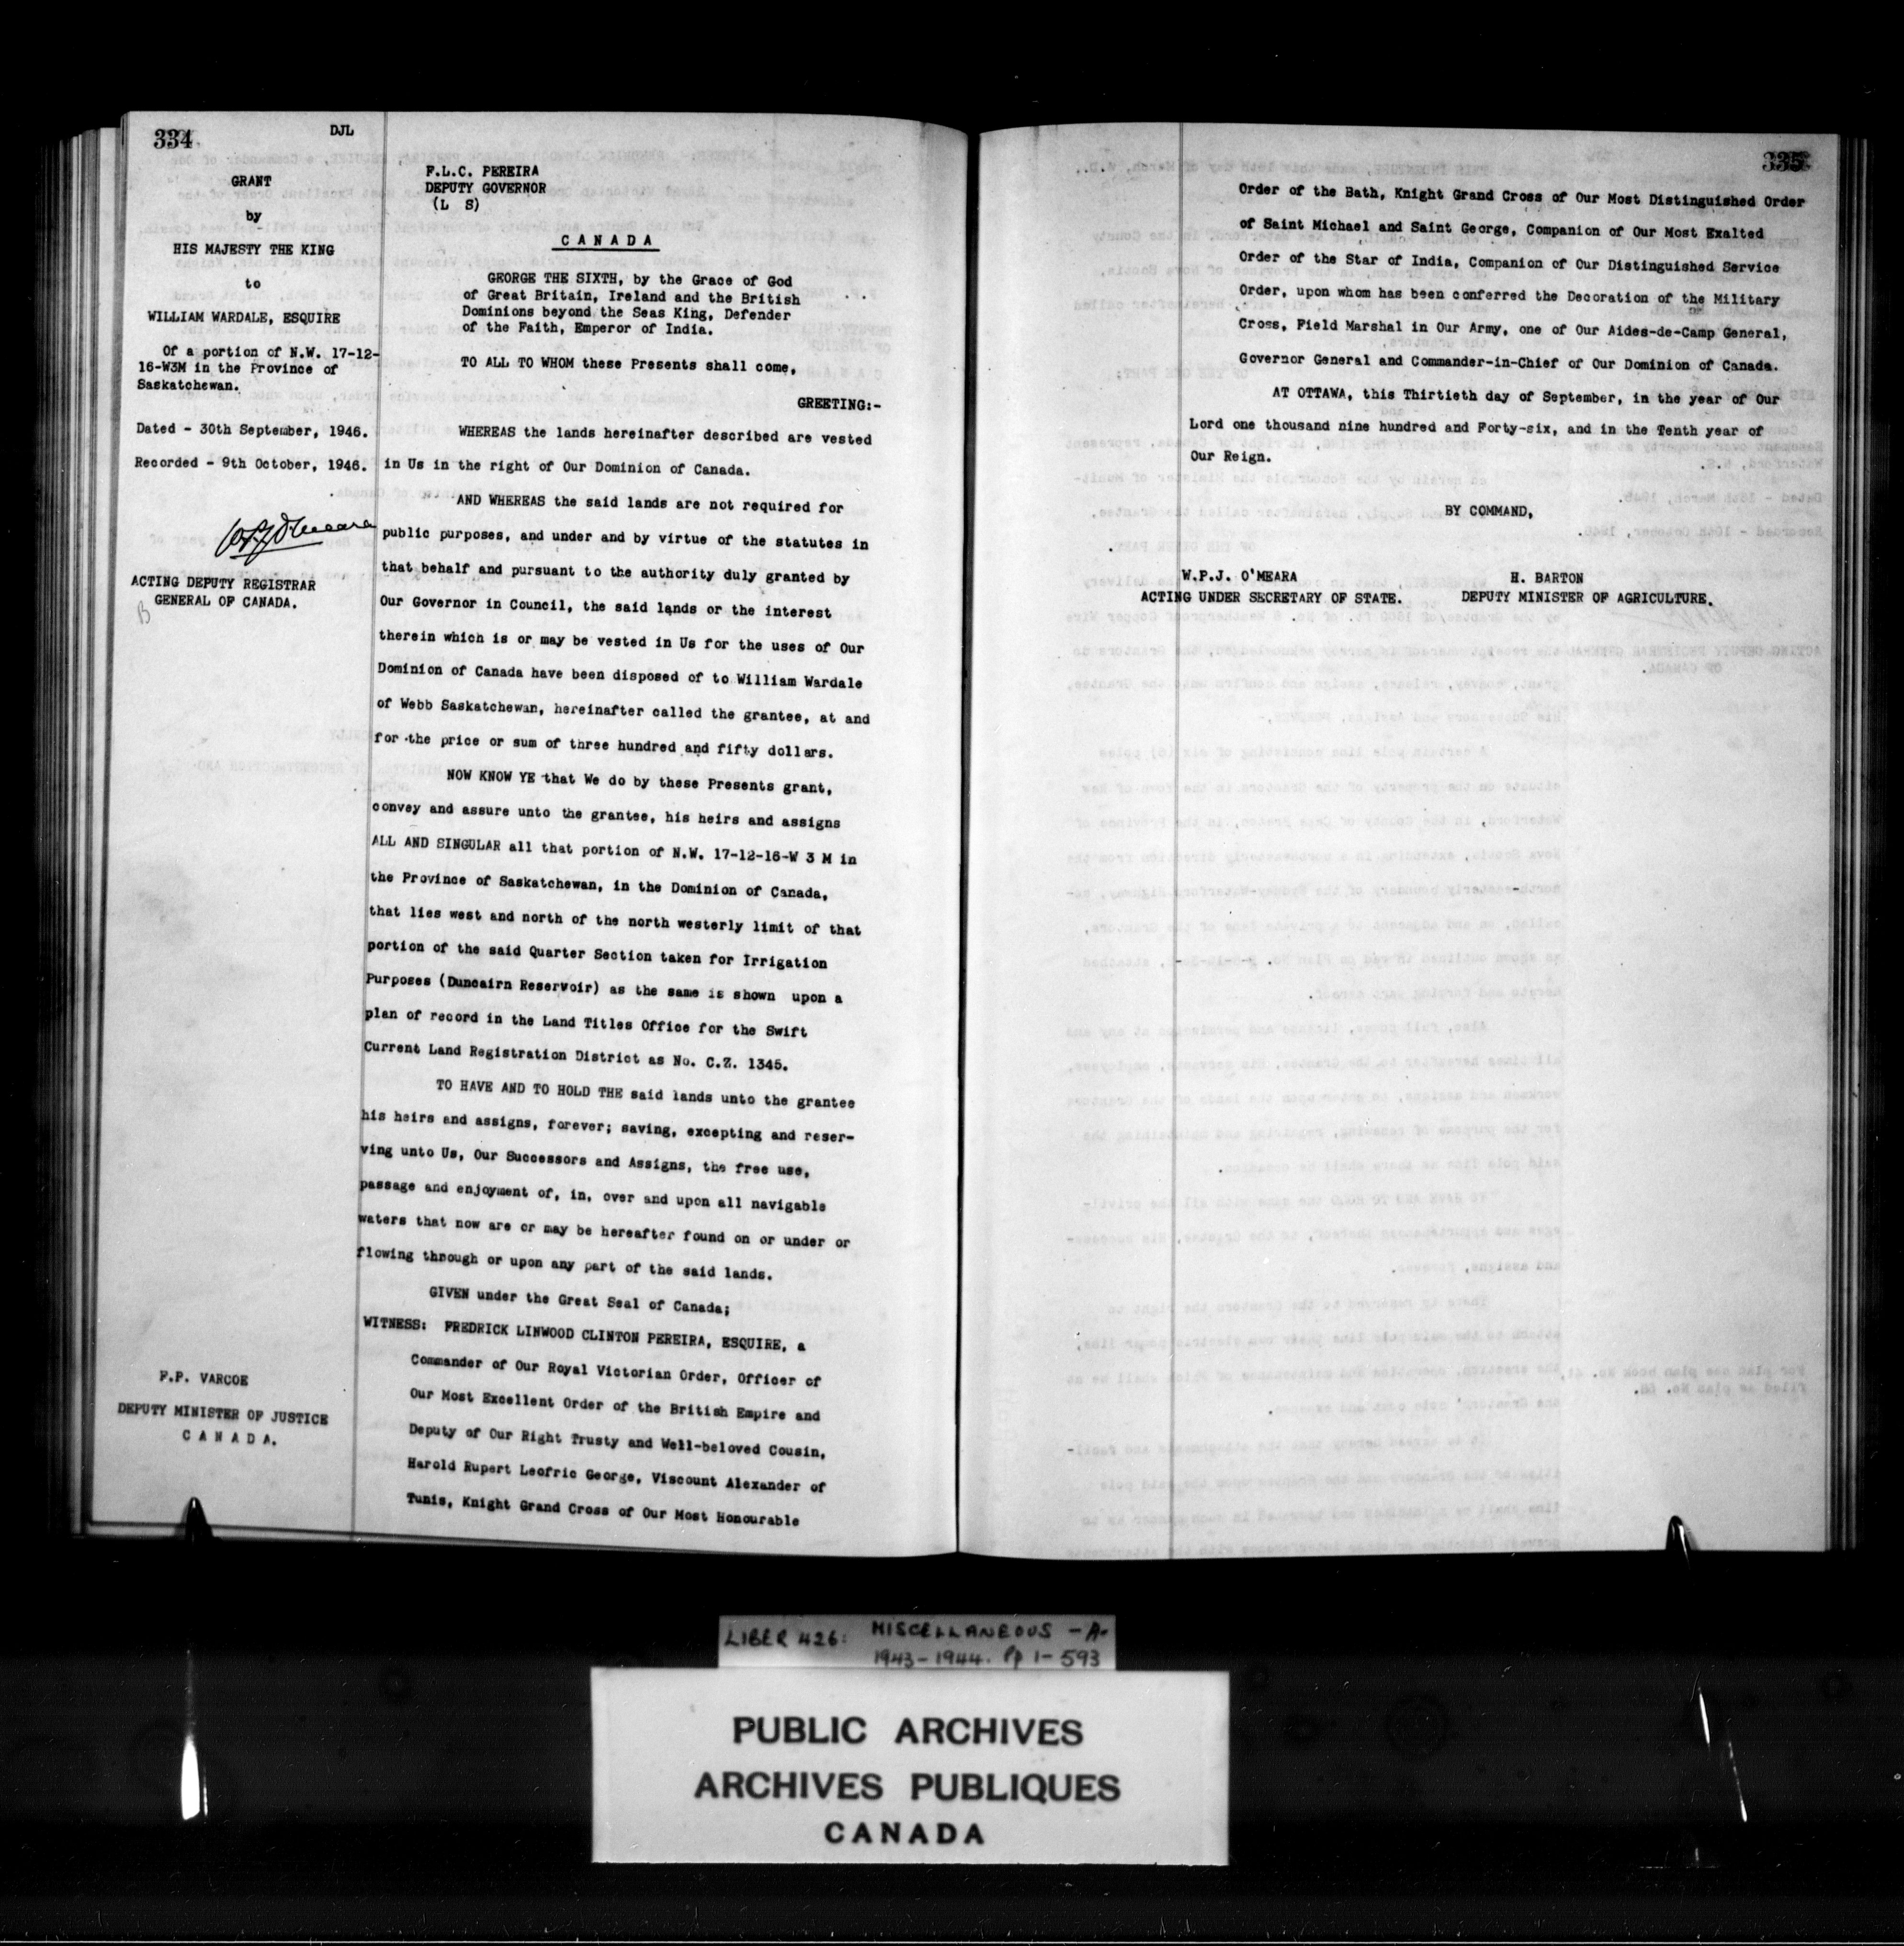 334
DJL
GRANT
by
HIS MAJESTY THE KING
to
WILLIAM WARDALE, ESQUIRE
Of a portion of N.W. 17-12-
16-W3M in the Province of
Saskatchewan.
Dated - 30th September, 1946.
Recorded - 9th October, 1946.
ACTING DEPUTY REGISTRAR
GENERAL OF CANADA.
B
F.P. VARCOE
DEPUTY MINISTER OF JUSTICE
C A N A D A.
F.L.C. PEREIRA
DEPUTY GOVERNOR
(L S)
C A N A D A
GEORGE THE SIXTH, by the Grace of God
of Great Britain, Ireland and the British
Dominions beyond the Seas King, Defender
of the Faith, Emperor of India.
TO ALL TO WHOM these Presents shall come,
GREETING:-
WHEREAS the lands hereinafter described are vested
in Us in the right of Our Dominion of Canada.
AND WHEREAS the said lands are not required for
public purposes, and under and by virtue of the statutes in
that behalf and pursuant to the authority duly granted by
Our Governor in Council, the said lands or the interest
therein which is or may be vested in Us for the uses of Our
Dominion of Canada have been disposed of to William Wardale
of Webb Saskatchewan, hereinafter called the grantee, at and
for the price or sum of three hundred and fifty dollars.
NOW KNOW YE that We do by these Presents grant,
convey and assure unto the grantee, his heirs and assigns
ALL AND SINGULAR all that portion of N.W. 17-12-16-W 3 M in
the Province of Saskatchewan, in the Dominion of Canada,
that lies west and north of the north westerly limit of that
portion of the said Quarter Section taken for Irrigation
Purposes (Duncairn Reservoir) as the same is shown upon a
plan of record in the Land Titles Office for the Swift
Current Land Registration District as No. C.Z. 1345.
TO HAVE AND TO HOLD THE said lands unto the grantee
his heirs and assigns, forever; saving, excepting and reser-
ving unto Us, Our Successors and Assigns, the free use,
passage and enjoyment of, in, over and upon all navigable
waters that now are or may be hereafter found on or under or
flowing through or upon any part of the said lands.
GIVEN under the Great Seal of Canada;
WITNESS: FREDRICK LINWOOD CLINTON PEREIRA, ESQUIRE, a
Commander of Our Royal Victorian Order, Officer of
Our Most Excellent Order of the British Empire and
Deputy of Our Right Trusty and Well-beloved Cousin,
Harold Rupert Leofric George, Viscount Alexander of
Tunis, Knight Grand Cross of Our Most Honourable
335
Order of the Bath, Knight Grand Cross of Our Most Distinguished Order
of Saint Michael and Saint George, Companion of Our Most Exalted
Order of the Star of India, Companion of Our Distinguished Service
Order, upon whom has been conferred the Decoration of the Military
Cross, Field Marshal in Our Army, one of Our Aides-de-Camp General,
Governor General and Commander-in-Chief of Our Dominion of Canada.
AT OTTAWA, this Thirtieth day of September, in the year of Our
Lord one thousand nine hundred and Forty-six, and in the Tenth year of
Our Reign.
BY COMMAND,
W.P.J. O'MEARA
ACTING UNDER SECRETARY OF STATE.
H. BARTON
DEPUTY MINISTER OF AGRICULTURE.
LIBER 426: MISCELLANEOUS -A-
1943-1944. Pp 1-593
PUBLIC ARCHIVES
ARCHIVES PUBLIQUES
CANADA